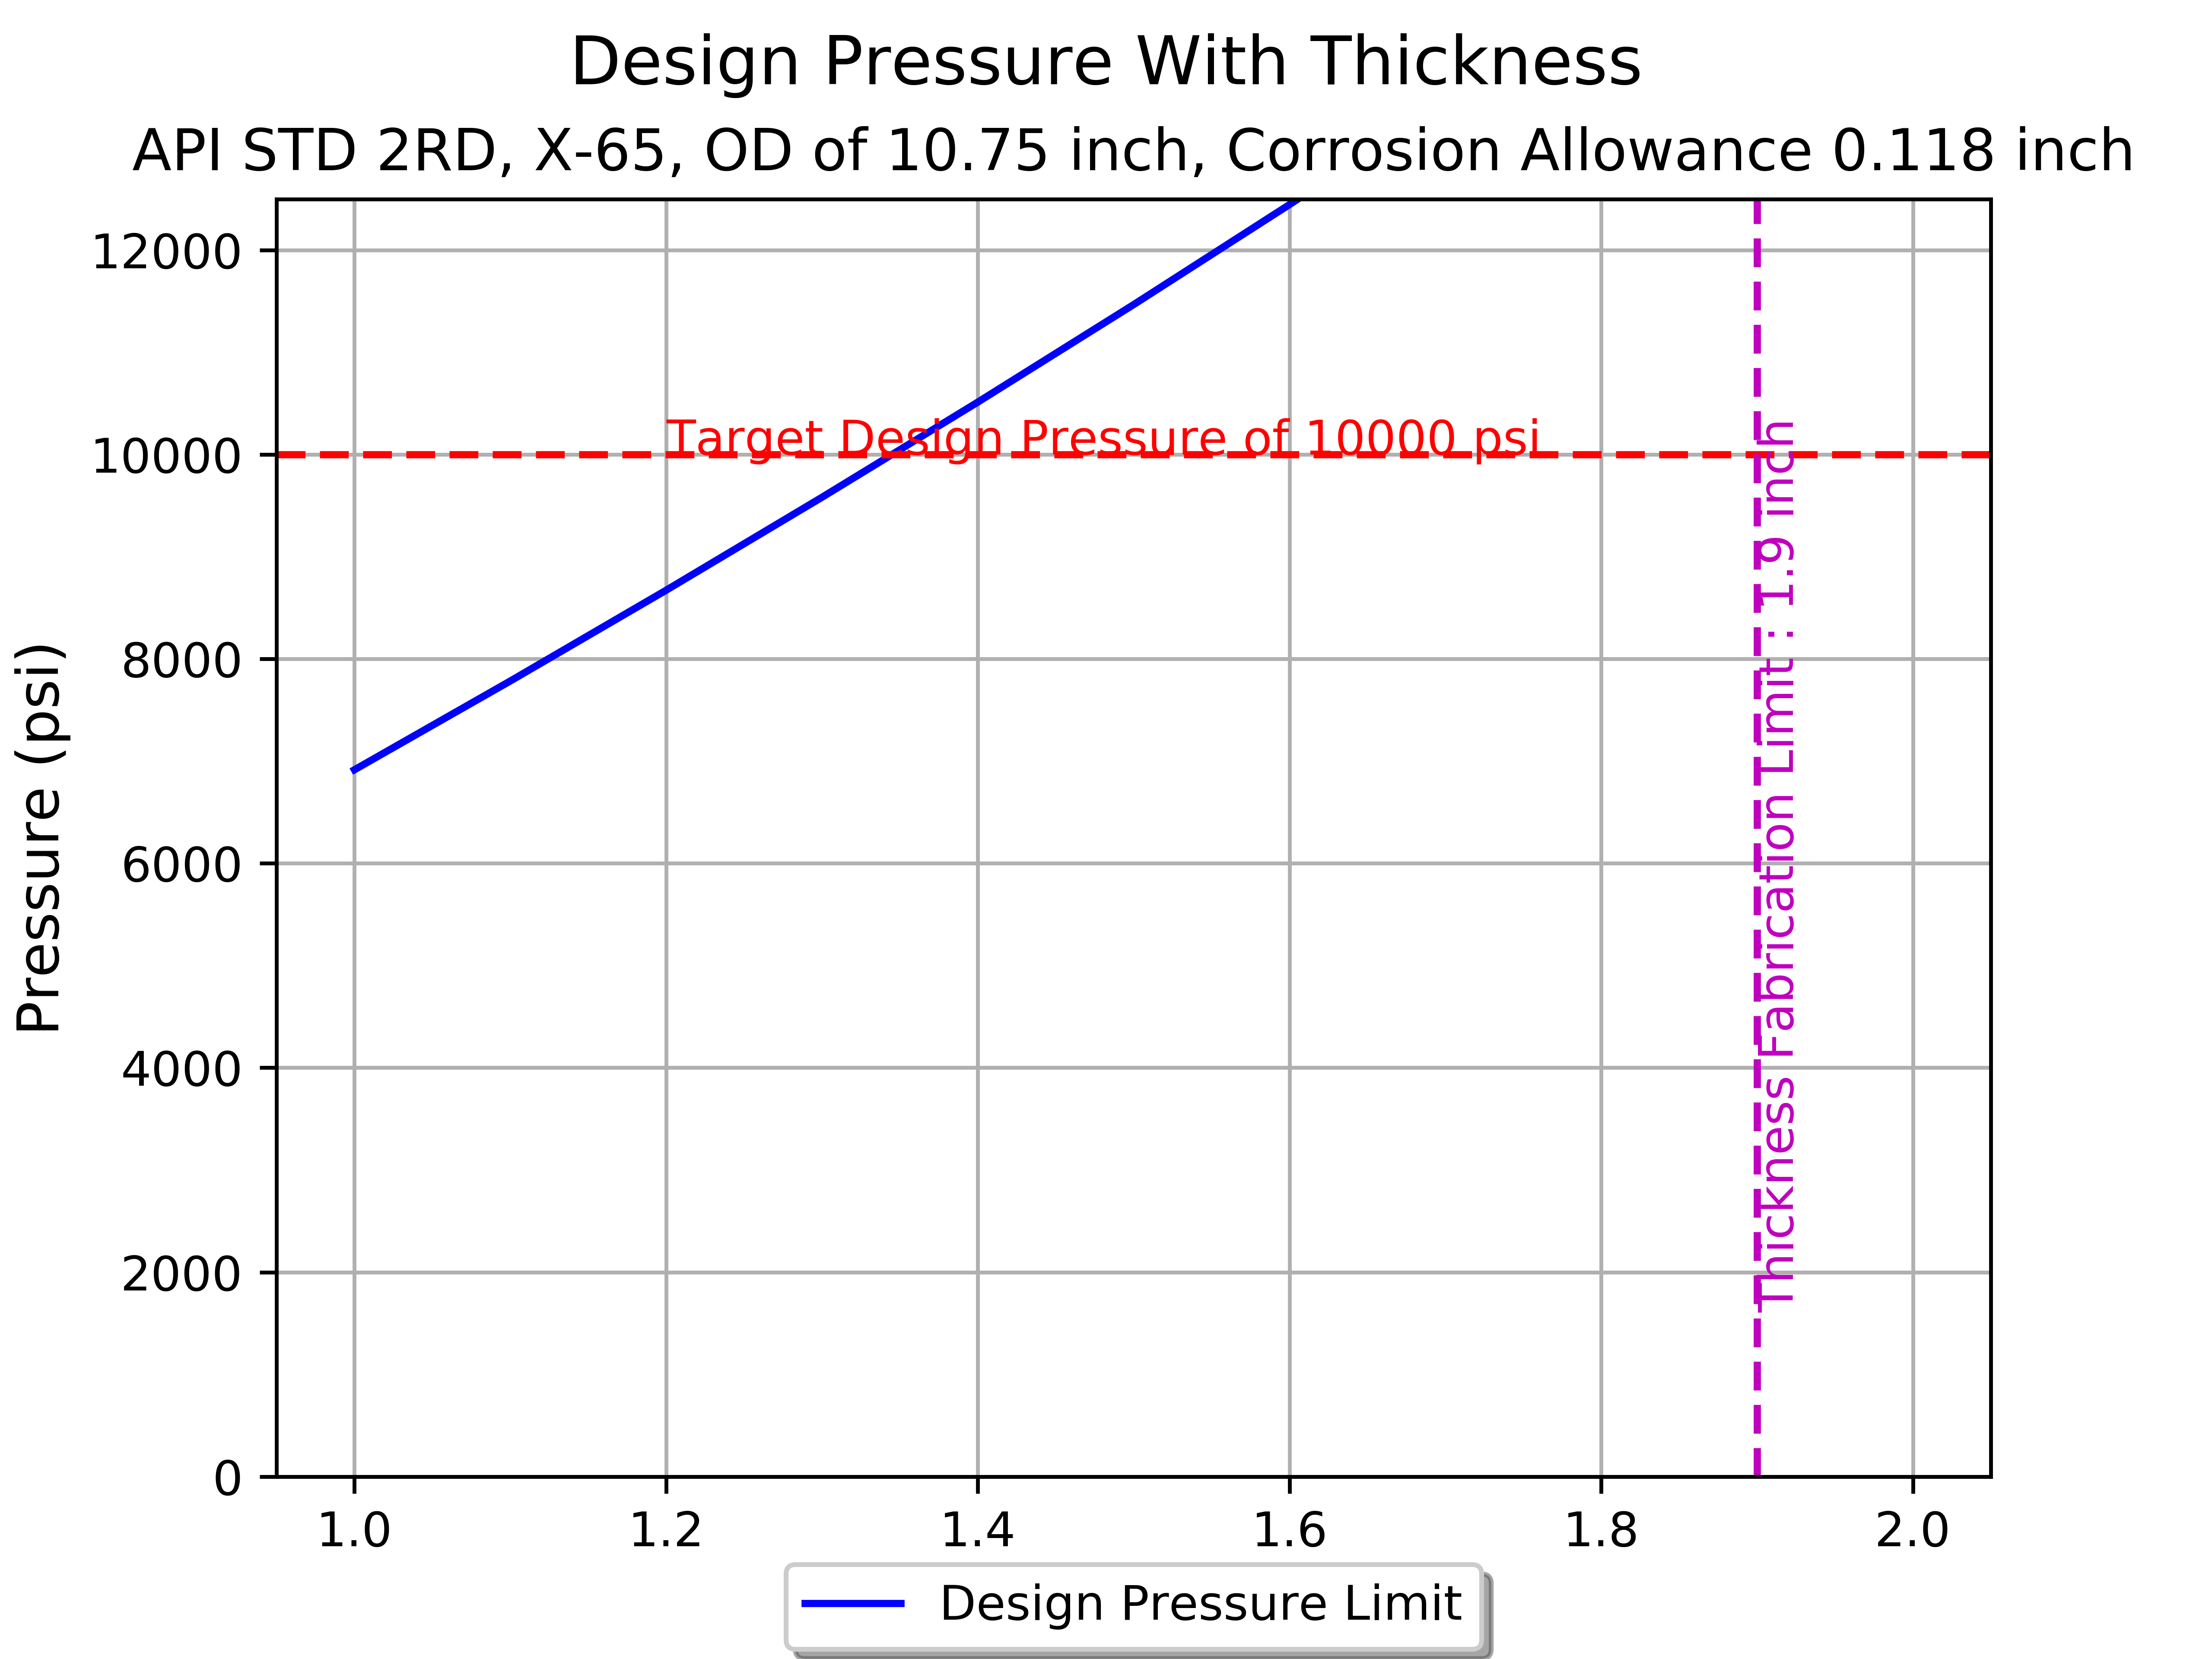 Design Pressure With Thickness
API STD 2RD, X-65, OD of 10.75 inch, Corrosion Allowance 0.118 inch
Pressure (psi)
12000
10000
8000
6000
4000
2000
0
Target Design Pressure of 10000 psi
Thickness Fabrication Limit : 1.9 inch
1.0 1.2 1.4 1.6 1.8 2.0
Design Pressure Limit